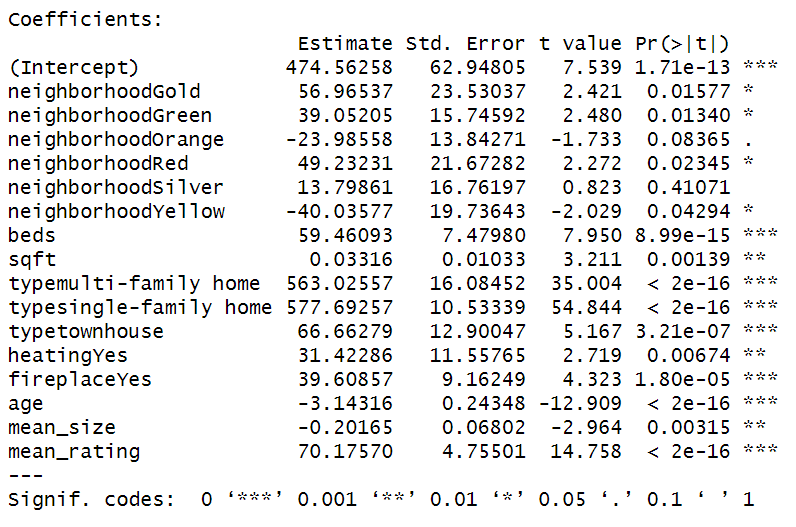 Coefficients:
                         Estimate Std. Error t value Pr(>|t|)
(Intercept)             474.56258   62.94805   7.539 1.71e-13 ***
neighborhoodGold         56.96537   23.53037   2.421  0.01577 *
neighborhoodGreen        39.05205   15.74592   2.480  0.01340 *
neighborhoodOrange      -23.98558   13.84271  -1.733  0.08365 .
neighborhoodRed          49.23231   21.67282   2.272  0.02345 *
neighborhoodSilver       13.79861   16.76197   0.823  0.41071
neighborhoodYellow      -40.03577   19.73643  -2.029  0.04294 *
beds                     59.46093    7.47980   7.950 8.99e-15 ***
sqft                      0.03316    0.01033   3.211  0.00139 **
typemulti-family home   563.02557   16.08452  35.004  < 2e-16 ***
typesingle-family home  577.69257   10.53339  54.844  < 2e-16 ***
typetownhouse            66.66279   12.90047   5.167 3.21e-07 ***
heatingYes               31.42286   11.55765   2.719  0.00674 **
fireplaceYes             39.60857    9.16249   4.323 1.80e-05 ***
age                      -3.14316    0.24348 -12.909  < 2e-16 ***
mean_size                -0.20165    0.06802  -2.964  0.00315 **
mean_rating              70.17570    4.75501  14.758  < 2e-16 ***
---
Signif. codes:  0 ‘***’ 0.001 ‘**’ 0.01 ‘*’ 0.05 ‘.’ 0.1 ‘ ’ 1